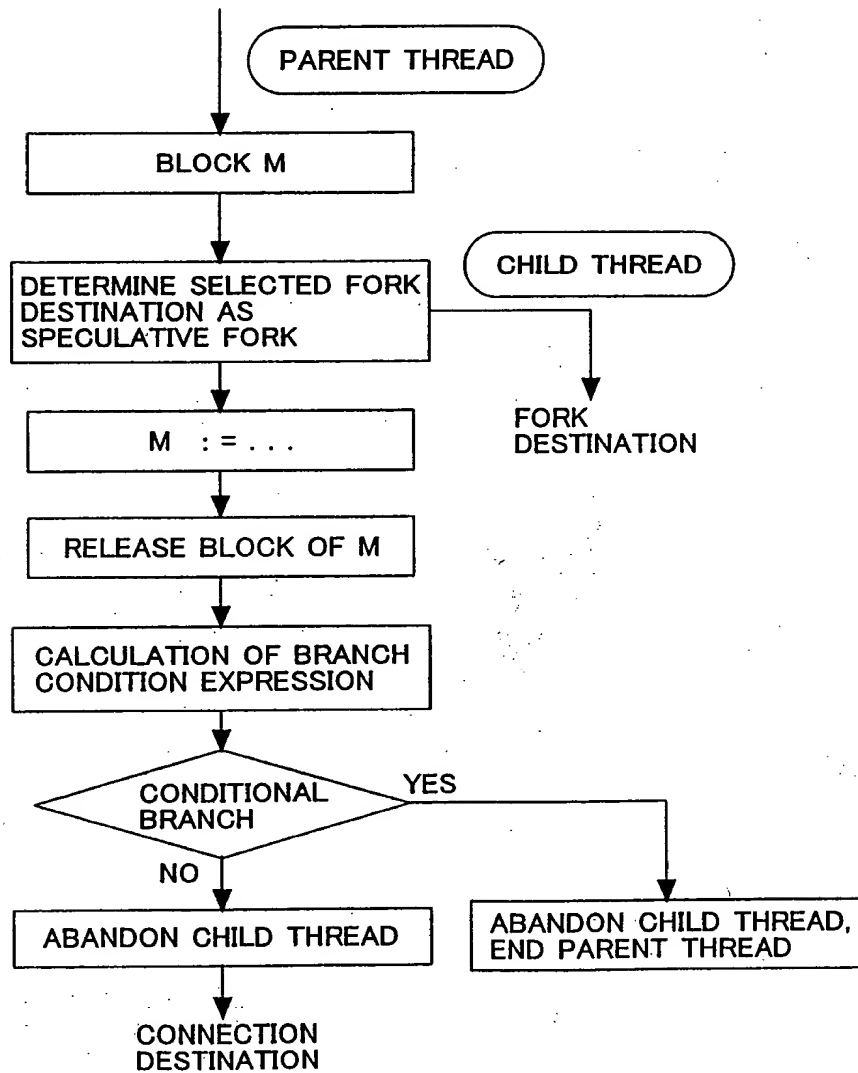 PARENT THREAD
BLOCK M
CHILD THREAD
DETERMINE SELECTED FORK
DESTINATION AS
SPECULATIVE FORK
FORK
DESTINATION
M := . . .
RELEASE BLOCK OF M
CALCULATION OF BRANCH
CONDITION EXPRESSION
CONDITIONAL
BRANCH
YES
NO
ABANDON CHILD THREAD
ABANDON CHILD THREAD,
END PARENT THREAD
CONNECTION
DESTINATION